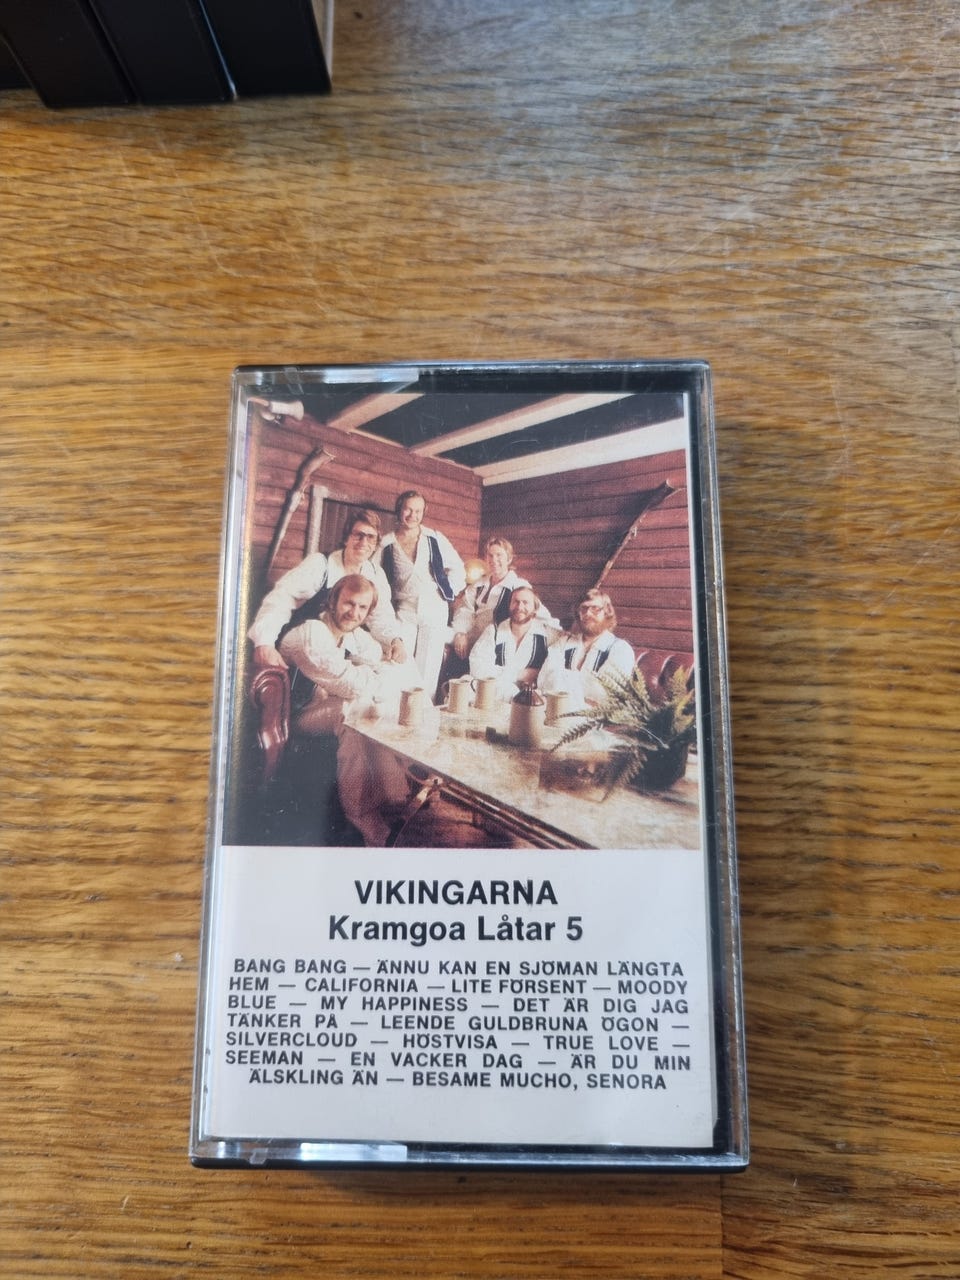 VIKINGARNA
Kramgoa Låtar 5
BANG BANG — ÄNNU KAN EN SJÖMAN LÄNGTA
HEM — CALIFORNIA — LITE FÖRSENT — MOODY
BLUE — MY HAPPINESS — DET ÄR DIG JAG
TÄNKER PÅ — LEENDE GULDBRUNA ÖGON —
SILVERCLOUD — HÖSTVISA — TRUE LOVE —
SEEMAN — EN VACKER DAG — ÄR DU MIN
ÄLSKLING ÄN — BESAME MUCHO, SENORA